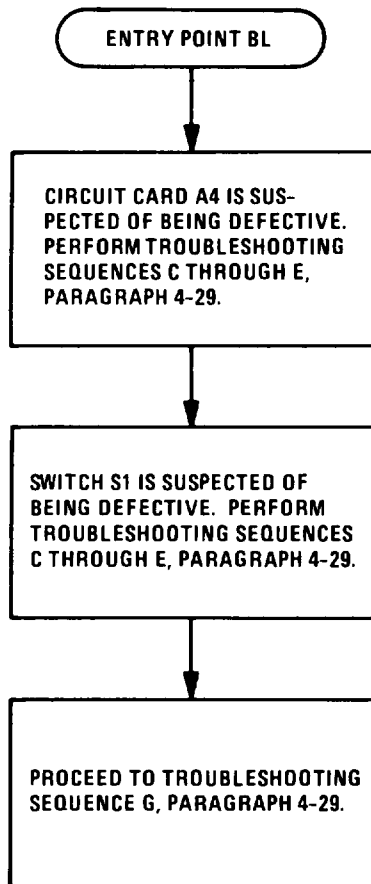 ENTRY POINT BL
CIRCUIT CARD A4 IS SUS-
PECTED OF BEING DEFECTIVE.
PERFORM TROUBLESHOOTING
SEQUENCES C THROUGH E,
PARAGRAPH 4-29.
SWITCH S1 IS SUSPECTED OF
BEING DEFECTIVE. PERFORM
TROUBLESHOOTING SEQUENCES
C THROUGH E, PARAGRAPH 4-29.
PROCEED TO TROUBLESHOOTING
SEQUENCE G, PARAGRAPH 4-29.